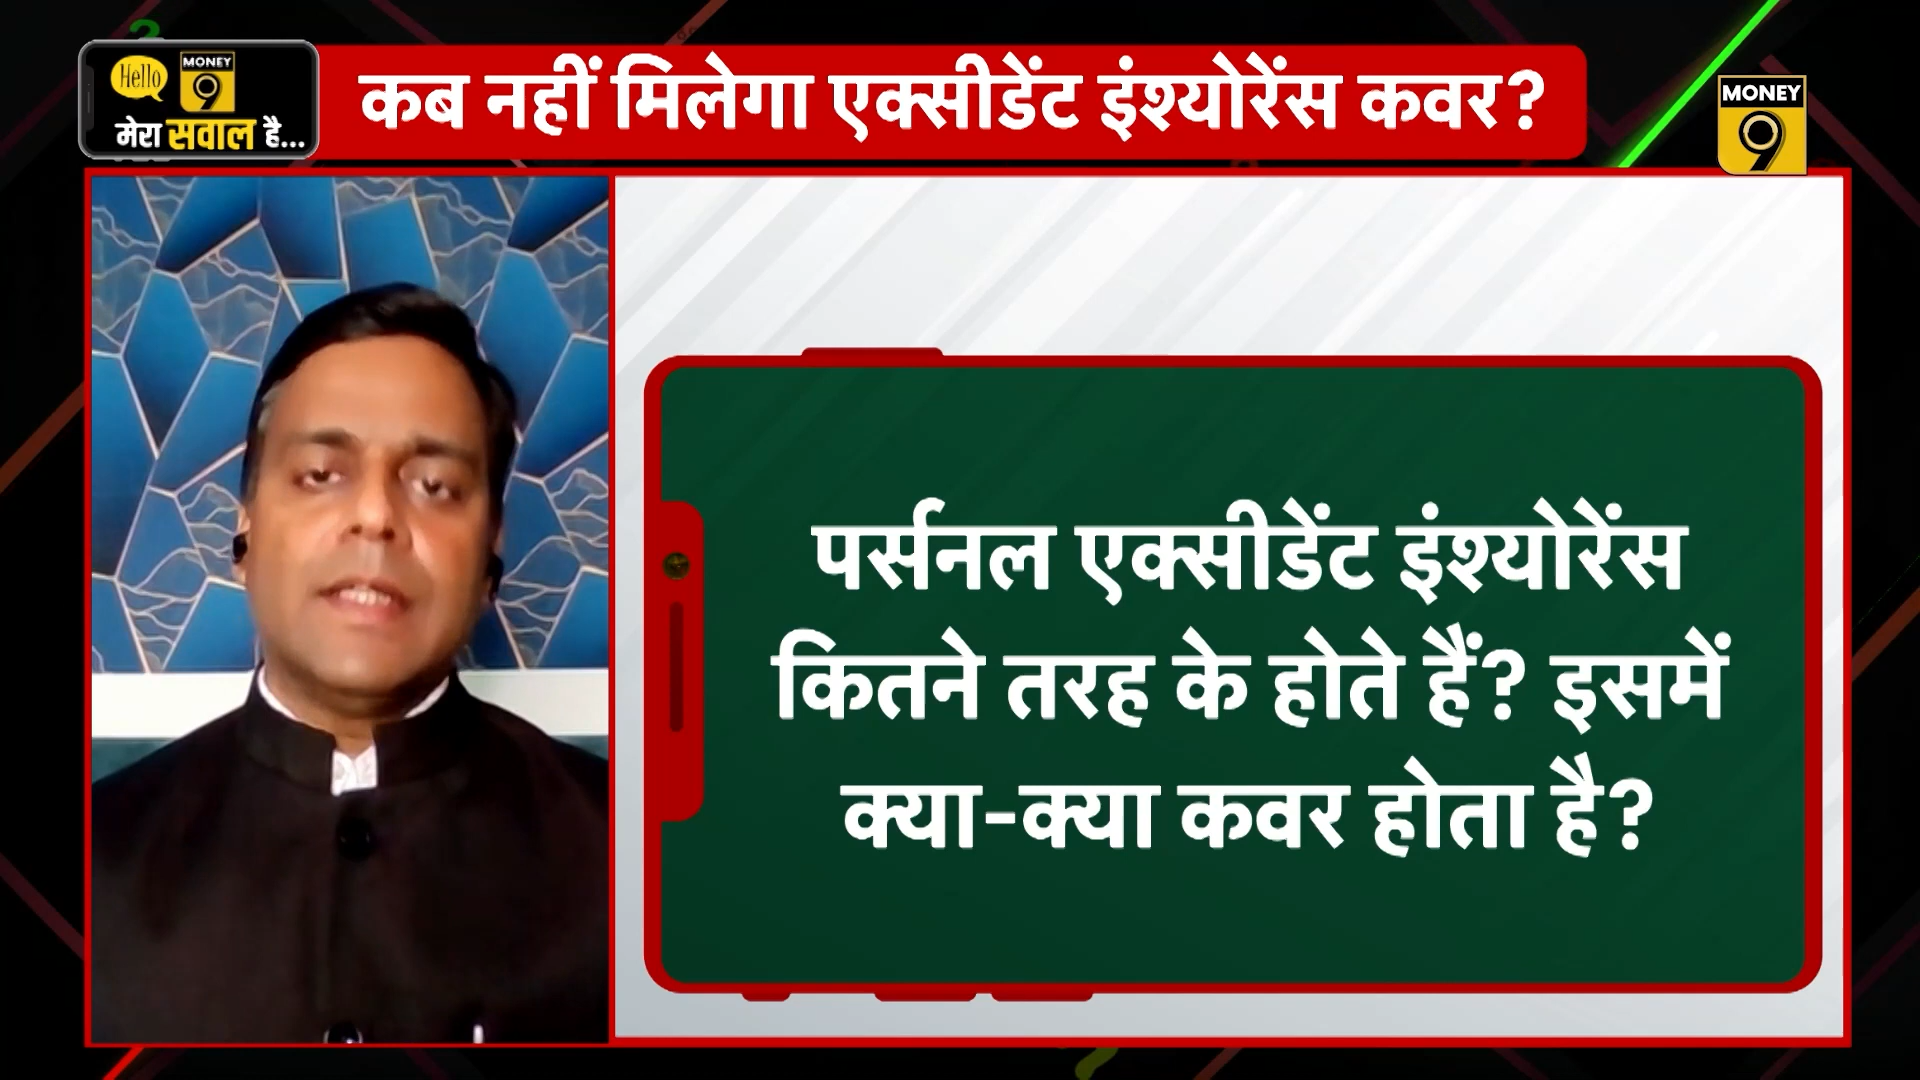 Hello
MONEY
9
मेरा सवाल है...
कब नहीं मिलेगा एक्सीडेंट इंश्योरेंस कवर?
MONEY
9
पर्सनल एक्सीडेंट इंश्योरेंस
कितने तरह के होते हैं? इसमें
क्या-क्या कवर होता है?